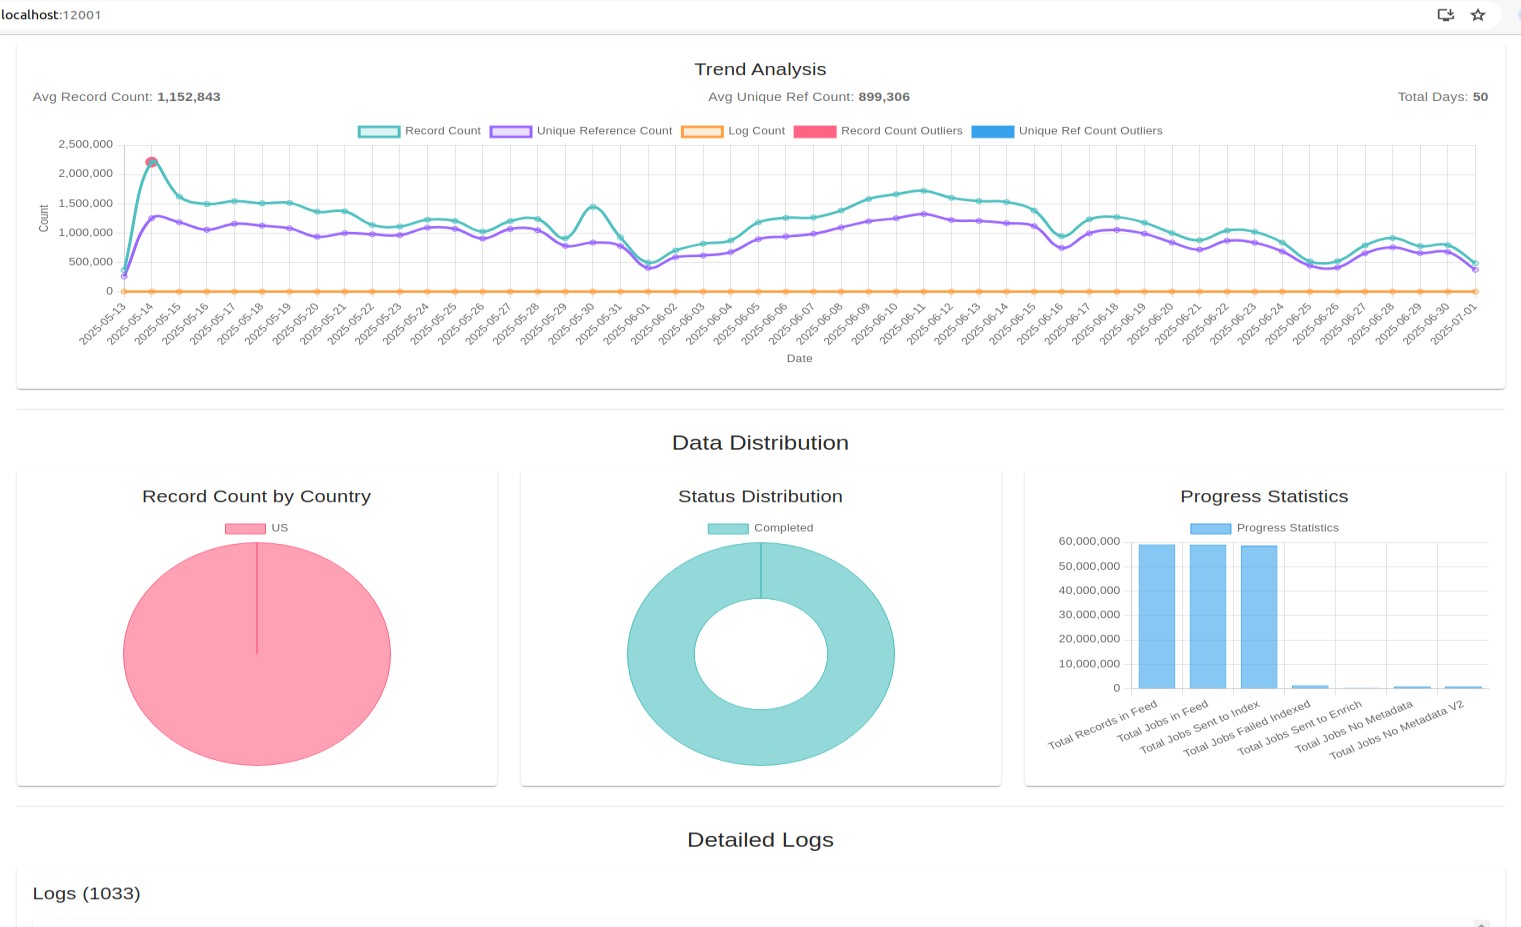 localhost:12001
Trend Analysis
Avg Record Count: 1,152,843 Avg Unique Ref Count: 899,306 Total Days: 50
Record Count Unique Reference Count Log Count Record Count Outliers Unique Ref Count Outliers
2,500,000
2,000,000
1,500,000
1,000,000
500,000
0
Count
2025-05-13 2025-05-14 2025-05-15 2025-05-16 2025-05-17 2025-05-18 2025-05-19 2025-05-20 2025-05-21 2025-05-22 2025-05-23 2025-05-24 2025-05-25 2025-05-26 2025-05-27 2025-05-28 2025-05-29 2025-05-30 2025-05-31 2025-06-01 2025-06-02 2025-06-03 2025-06-04 2025-06-05 2025-06-06 2025-06-07 2025-06-08 2025-06-09 2025-06-10 2025-06-11 2025-06-12 2025-06-13 2025-06-14 2025-06-15 2025-06-16 2025-06-17 2025-06-18 2025-06-19 2025-06-20 2025-06-21 2025-06-22 2025-06-23 2025-06-24 2025-06-25 2025-06-26 2025-06-27 2025-06-28 2025-06-29 2025-06-30 2025-07-01
Date
Data Distribution
Record Count by Country
US
Status Distribution
Completed
Progress Statistics
Progress Statistics
60,000,000
50,000,000
40,000,000
30,000,000
20,000,000
10,000,000
0
Total Records in Feed
Total Jobs in Feed
Total Jobs Sent to Index
Total Jobs Failed Indexed
Total Jobs Sent to Enrich
Total Jobs No Metadata
Total Jobs No Metadata V2
Detailed Logs
Logs (1033)